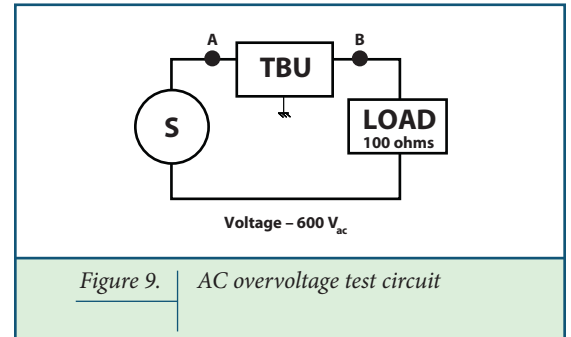 A
B
TBU
S
LOAD
100 ohms
Voltage – 600 Vac
Figure 9. AC overvoltage test circuit